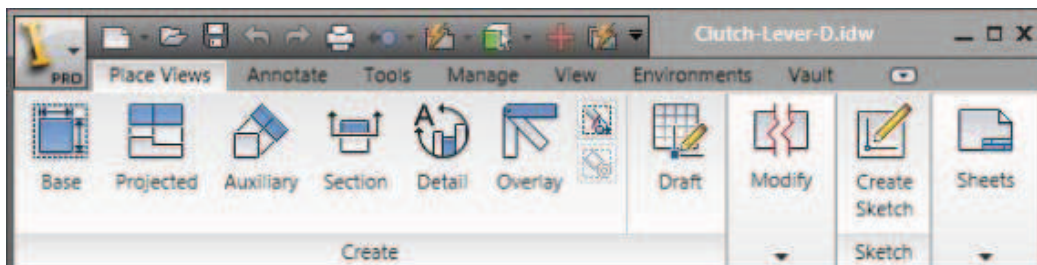 Clutch-Lever-D.idw
PRO
Place Views Annotate Tools Manage View Environments Vault
A
Base Projected Auxiliary Section Detail Overlay Draft Modify Create Sketch Sheets
Create Sketch